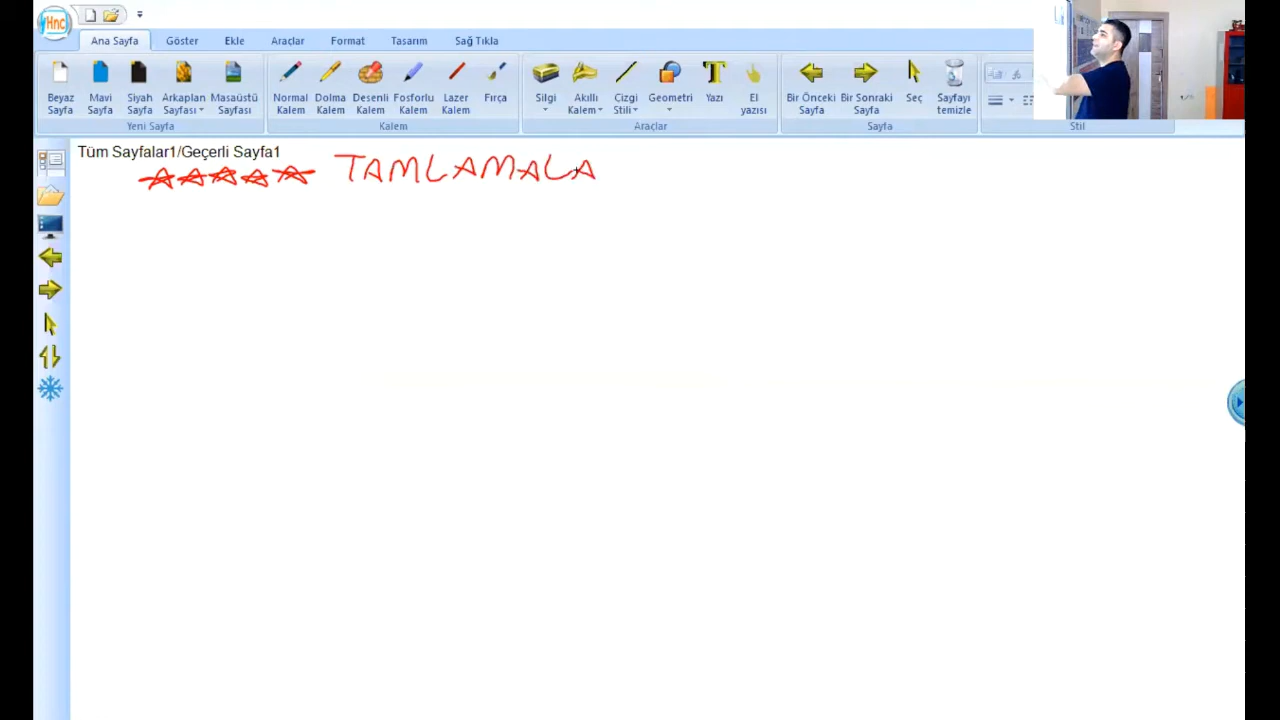 Hnc
Ana Sayfa Göster Ekle Araçlar Format Tasarım Sağ Tıkla
Beyaz Sayfa Mavi Sayfa Siyah Sayfa Arkaplan Sayfası Masaüstü Sayfası
Normal Kalem Dolma Kalem Desenli Kalem Fosforlu Kalem Lazer Kalem Fırça
Silgi Akıllı Kalem Çizgi Stili Geometri Yazı El yazısı
Bir Önceki Sayfa Bir Sonraki Sayfa Seç Sayfayı temizle
Yeni Sayfa Kalem Araçlar Sayfa Stil
Tüm Sayfalar1/Geçerli Sayfa1
TAMLAMALA